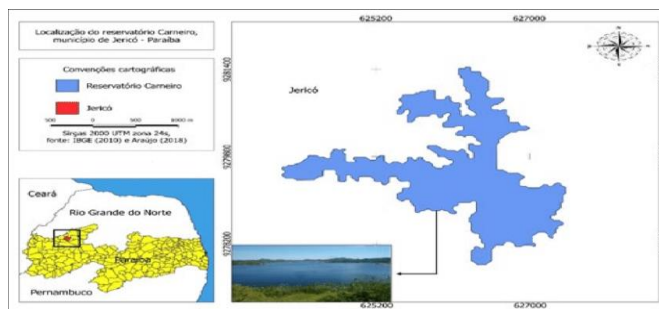 Localização do reservatório Carneiro,
município de Jericó - Paraíba
Convenções cartográficas
Reservatório Carneiro
Jericó
500 0 500 1000 m
Sirgas 2000 UTM zona 24s,
fonte: IBGE (2010) e Araújo (2018)
Ceará
Rio Grande do Norte
Paraíba
Pernambuco
625200 627000
9281400
9279600
Jericó
625200 627000